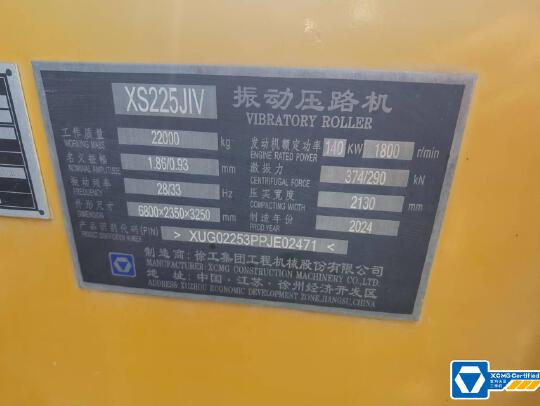 XS225JIV 振动压路机
VIBRATORY ROLLER
工作质量 22000 kg 发动机额定功率 140 KW 1800 r/min
WORKING MASS ENGINE RATED POWER
名义振幅 1.86/0.93 mm 激振力 374/290 kN
NOMINAL AMPLITUDE CENTRIFUGAL FORCE
振动频率 28/33 Hz 压实宽度 2130 mm
FREQUENCY COMPACTING WIDTH
外形尺寸 6800×2350×3250 mm 制造年份 2024
DIMENSION PROD.YEAR
产品识别代码(PIN) > XUG02253PPJE02471 <
PRODUCT IDENTIFICATION NUMBER
制造商: 徐工集团工程机械股份有限公司
MANUFACTURER: XCMG CONSTRUCTION MACHINERY CO.,LTD.
地 址: 中国·江苏·徐州经济开发区
ADDRESS XUZHOU ECONOMIC DEVELOPMENT ZONE,JIANGSU,CHINA
XCMG Certified